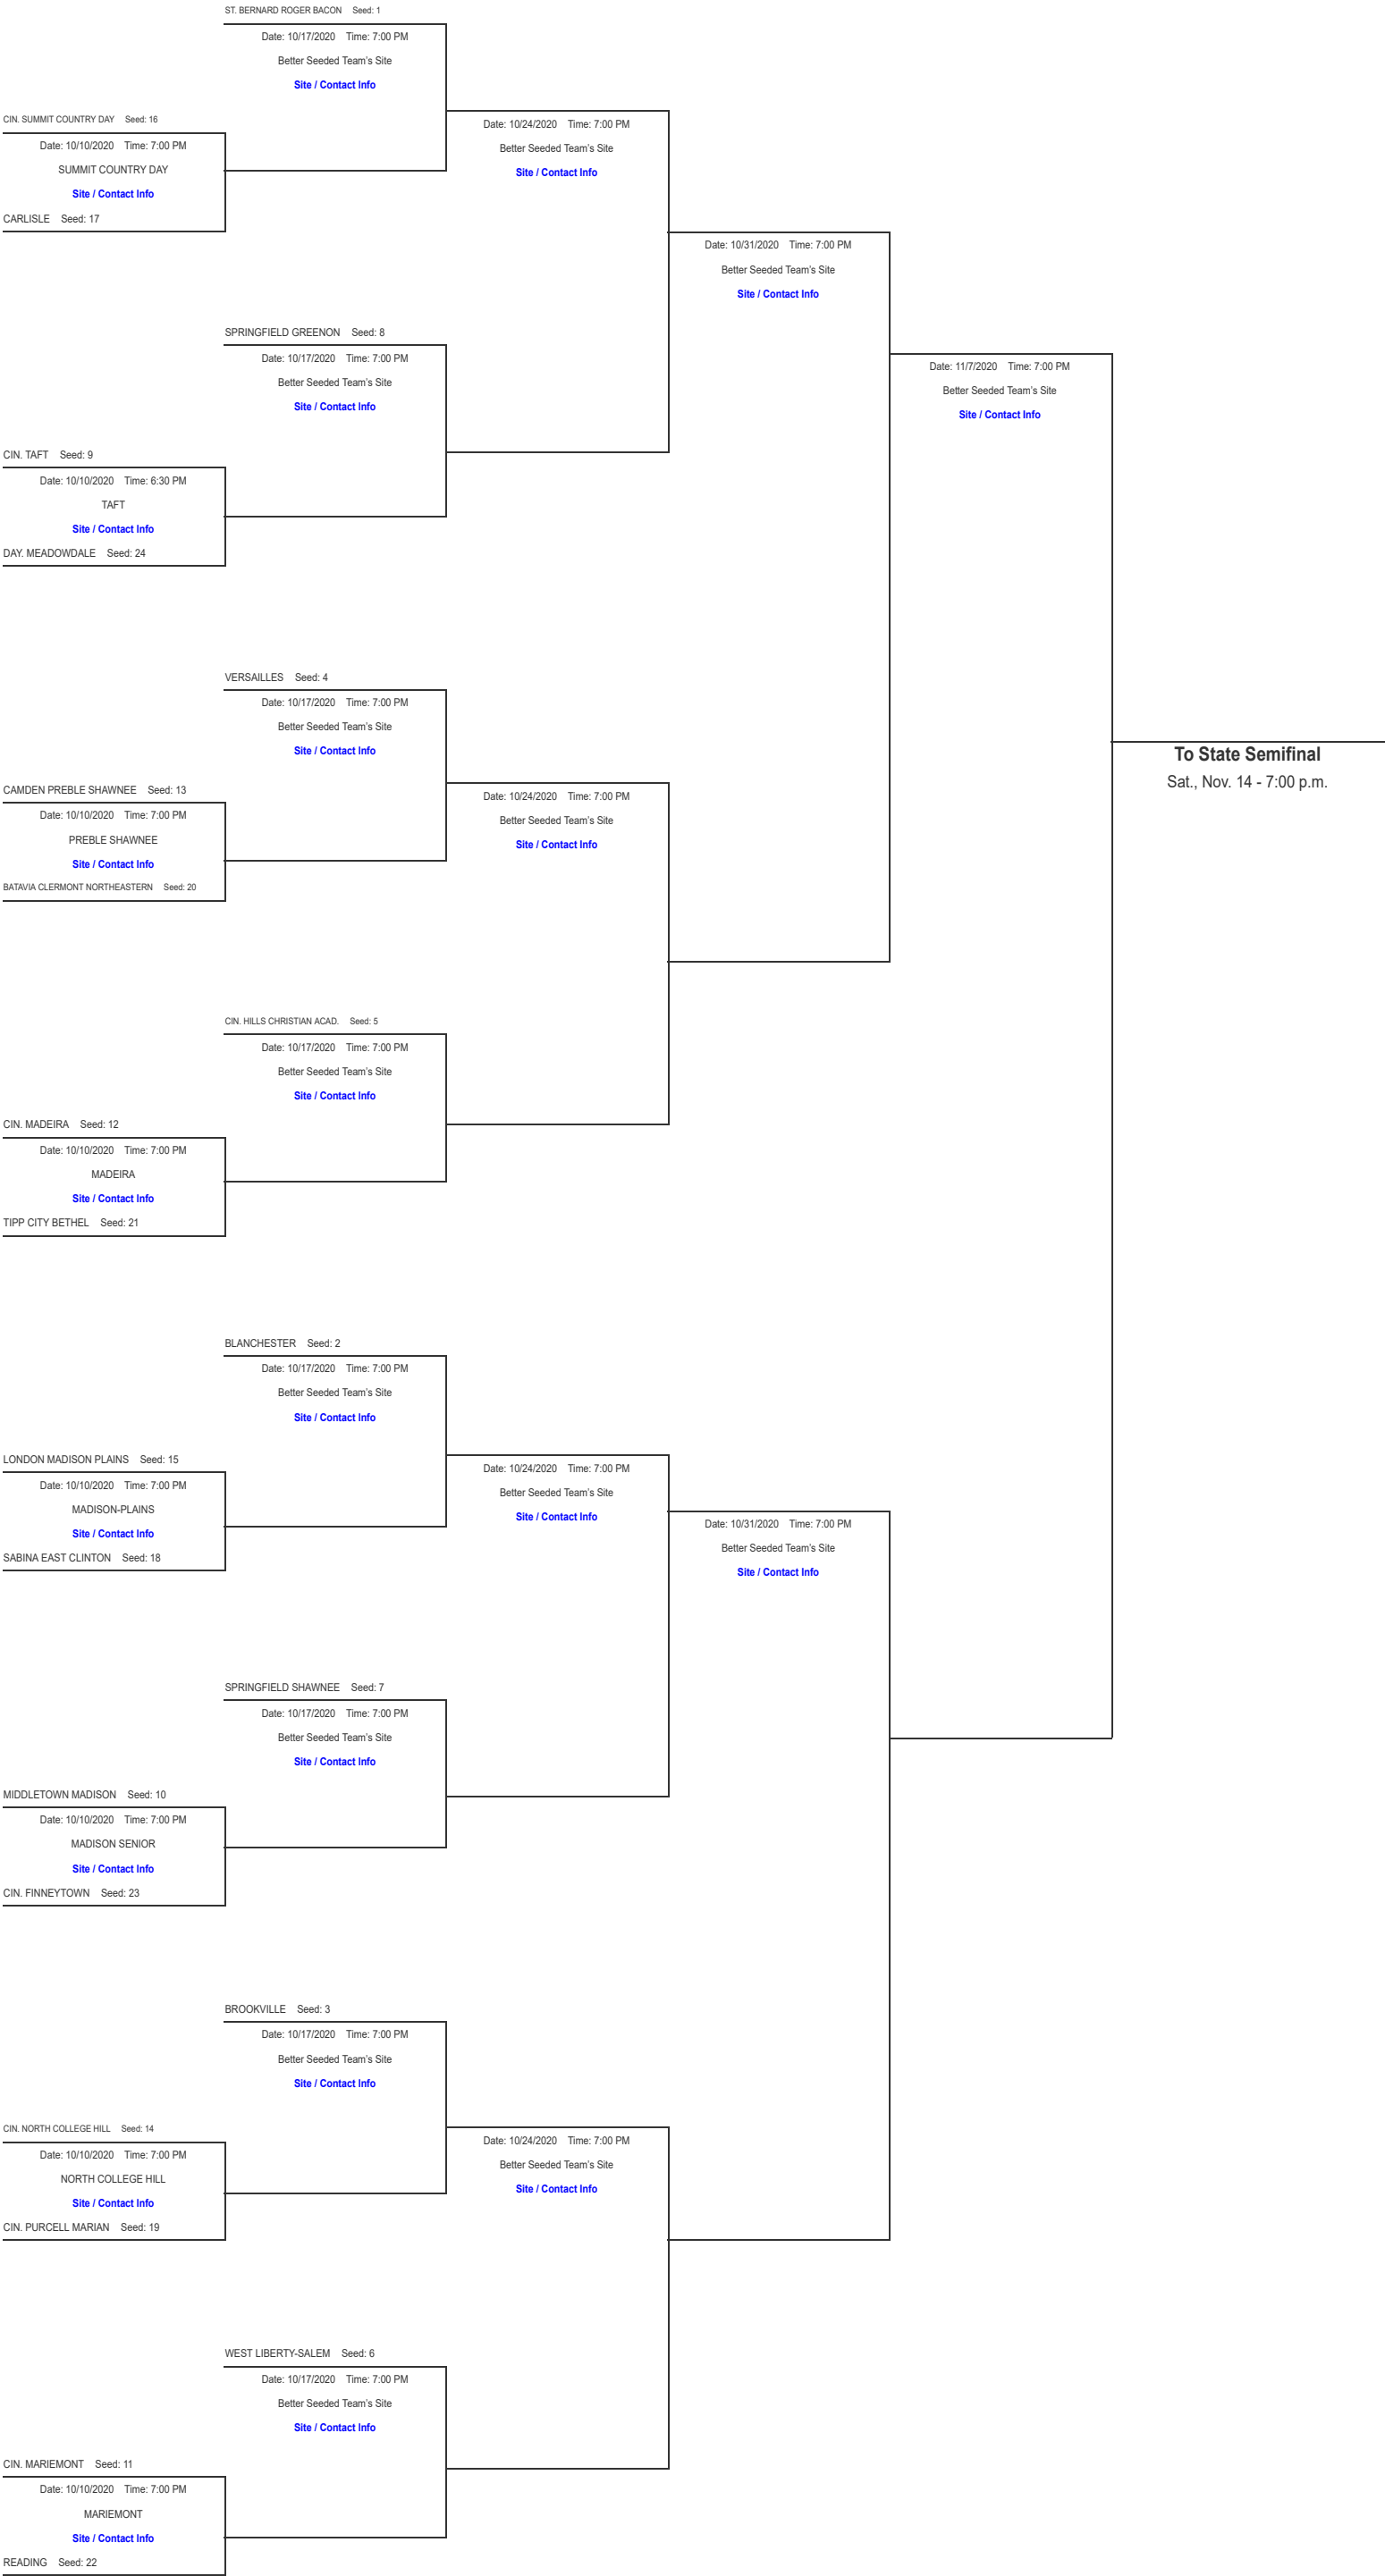 ST. BERNARD ROGER BACON Seed: 1
Date: 10/17/2020 Time: 7:00 PM
Better Seeded Team's Site
Site / Contact Info
CIN. SUMMIT COUNTRY DAY Seed: 16
Date: 10/10/2020 Time: 7:00 PM
SUMMIT COUNTRY DAY
Site / Contact Info
CARLISLE Seed: 17
Date: 10/24/2020 Time: 7:00 PM
Better Seeded Team's Site
Site / Contact Info
Date: 10/31/2020 Time: 7:00 PM
Better Seeded Team's Site
Site / Contact Info
SPRINGFIELD GREENON Seed: 8
Date: 10/17/2020 Time: 7:00 PM
Better Seeded Team's Site
Site / Contact Info
Date: 11/7/2020 Time: 7:00 PM
Better Seeded Team's Site
Site / Contact Info
CIN. TAFT Seed: 9
Date: 10/10/2020 Time: 6:30 PM
TAFT
Site / Contact Info
DAY. MEADOWDALE Seed: 24
VERSAILLES Seed: 4
Date: 10/17/2020 Time: 7:00 PM
Better Seeded Team's Site
Site / Contact Info
To State Semifinal
Sat., Nov. 14 - 7:00 p.m.
CAMDEN PREBLE SHAWNEE Seed: 13
Date: 10/10/2020 Time: 7:00 PM
PREBLE SHAWNEE
Site / Contact Info
BATAVIA CLERMONT NORTHEASTERN Seed: 20
Date: 10/24/2020 Time: 7:00 PM
Better Seeded Team's Site
Site / Contact Info
CIN. HILLS CHRISTIAN ACAD. Seed: 5
Date: 10/17/2020 Time: 7:00 PM
Better Seeded Team's Site
Site / Contact Info
CIN. MADEIRA Seed: 12
Date: 10/10/2020 Time: 7:00 PM
MADEIRA
Site / Contact Info
TIPP CITY BETHEL Seed: 21
BLANCHESTER Seed: 2
Date: 10/17/2020 Time: 7:00 PM
Better Seeded Team's Site
Site / Contact Info
LONDON MADISON PLAINS Seed: 15
Date: 10/10/2020 Time: 7:00 PM
MADISON-PLAINS
Site / Contact Info
SABINA EAST CLINTON Seed: 18
Date: 10/24/2020 Time: 7:00 PM
Better Seeded Team's Site
Site / Contact Info
Date: 10/31/2020 Time: 7:00 PM
Better Seeded Team's Site
Site / Contact Info
SPRINGFIELD SHAWNEE Seed: 7
Date: 10/17/2020 Time: 7:00 PM
Better Seeded Team's Site
Site / Contact Info
MIDDLETOWN MADISON Seed: 10
Date: 10/10/2020 Time: 7:00 PM
MADISON SENIOR
Site / Contact Info
CIN. FINNEYTOWN Seed: 23
BROOKVILLE Seed: 3
Date: 10/17/2020 Time: 7:00 PM
Better Seeded Team's Site
Site / Contact Info
CIN. NORTH COLLEGE HILL Seed: 14
Date: 10/10/2020 Time: 7:00 PM
NORTH COLLEGE HILL
Site / Contact Info
CIN. PURCELL MARIAN Seed: 19
Date: 10/24/2020 Time: 7:00 PM
Better Seeded Team's Site
Site / Contact Info
WEST LIBERTY-SALEM Seed: 6
Date: 10/17/2020 Time: 7:00 PM
Better Seeded Team's Site
Site / Contact Info
CIN. MARIEMONT Seed: 11
Date: 10/10/2020 Time: 7:00 PM
MARIEMONT
Site / Contact Info
READING Seed: 22